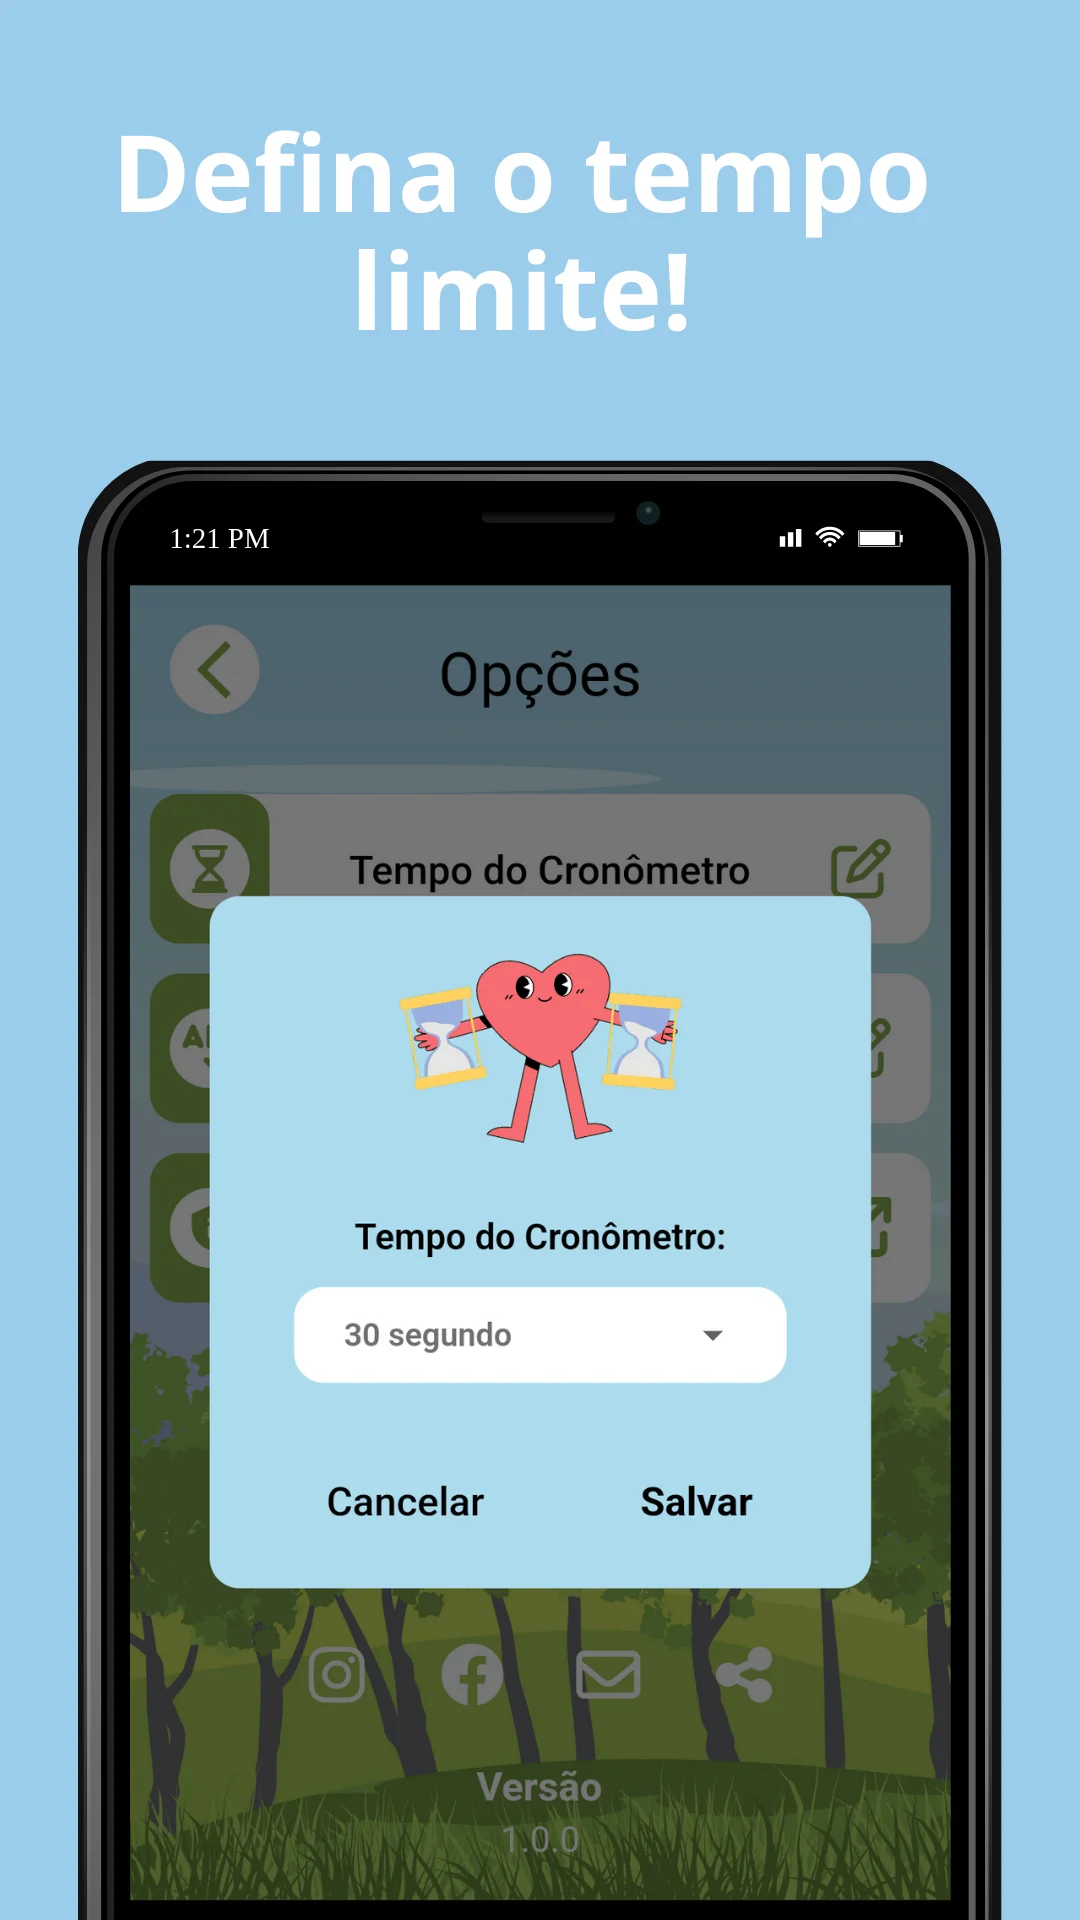 Defina o tempo
limite!
1:21 PM
Opções
Tempo do Cronômetro
Tempo do Cronômetro:
30 segundo
Cancelar
Salvar
Versão
1.0.0